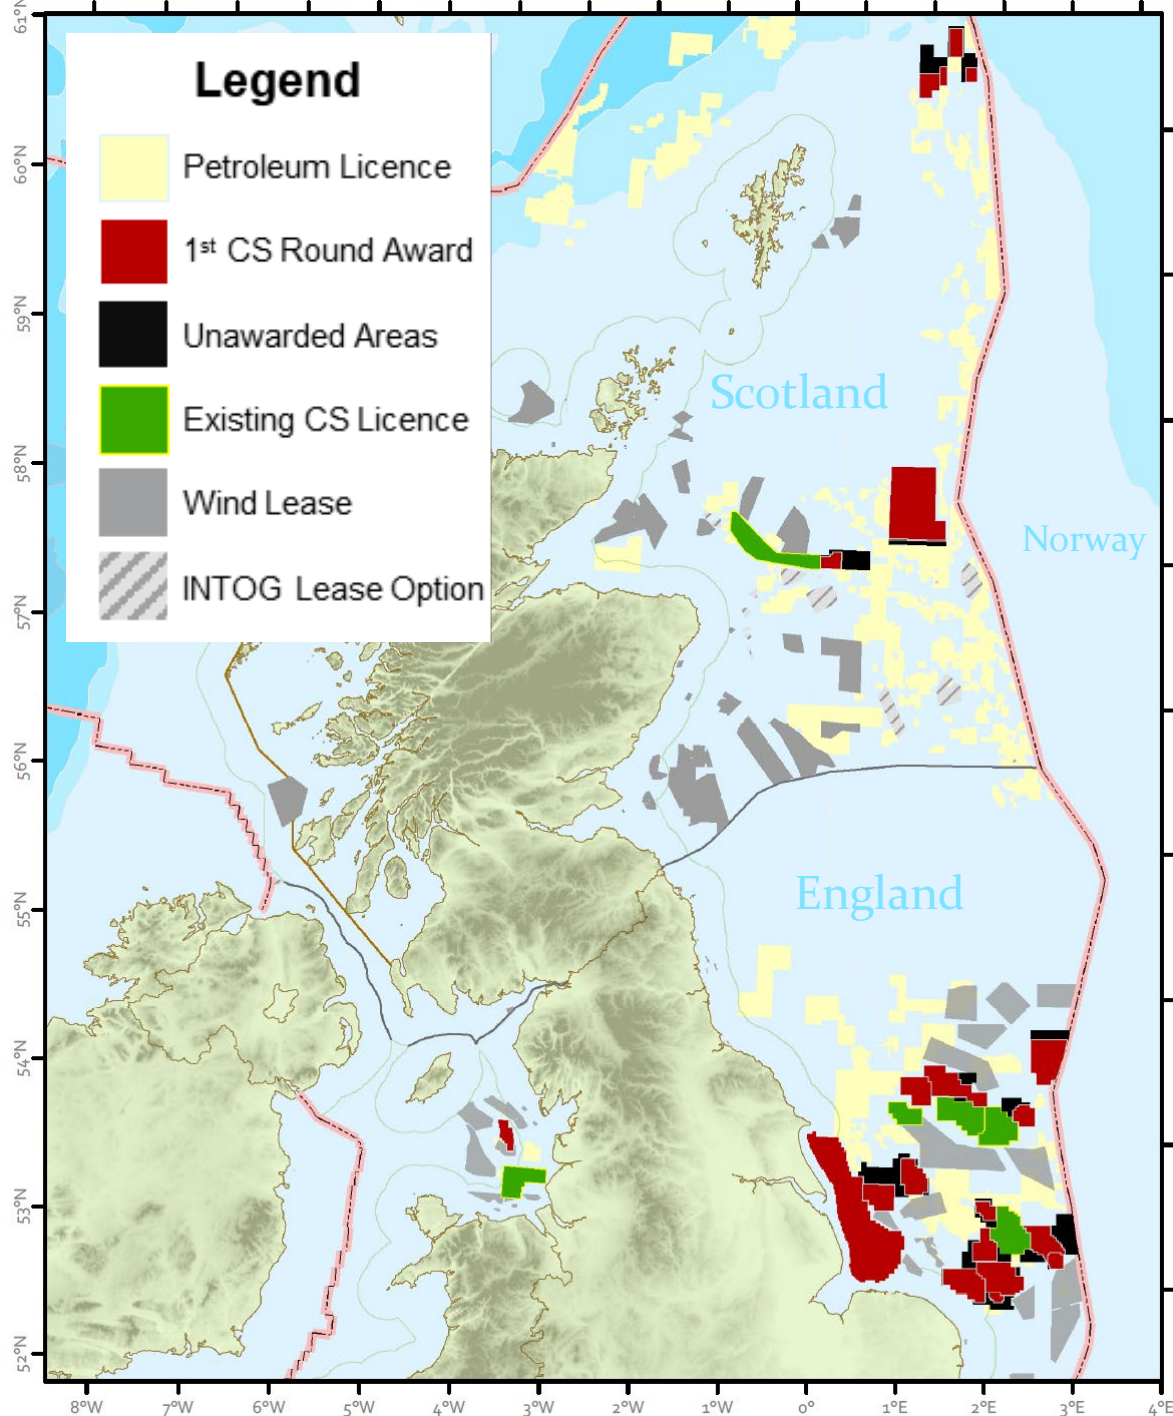 Legend
Petroleum Licence
1st CS Round Award
Unawarded Areas
Existing CS Licence
Wind Lease
INTOG Lease Option
Scotland
Norway
England
61°N
60°N
59°N
58°N
57°N
56°N
55°N
54°N
53°N
52°N
8°W 7°W 6°W 5°W 4°W 3°W 2°W 1°W 0° 1°E 2°E 3°E 4°E